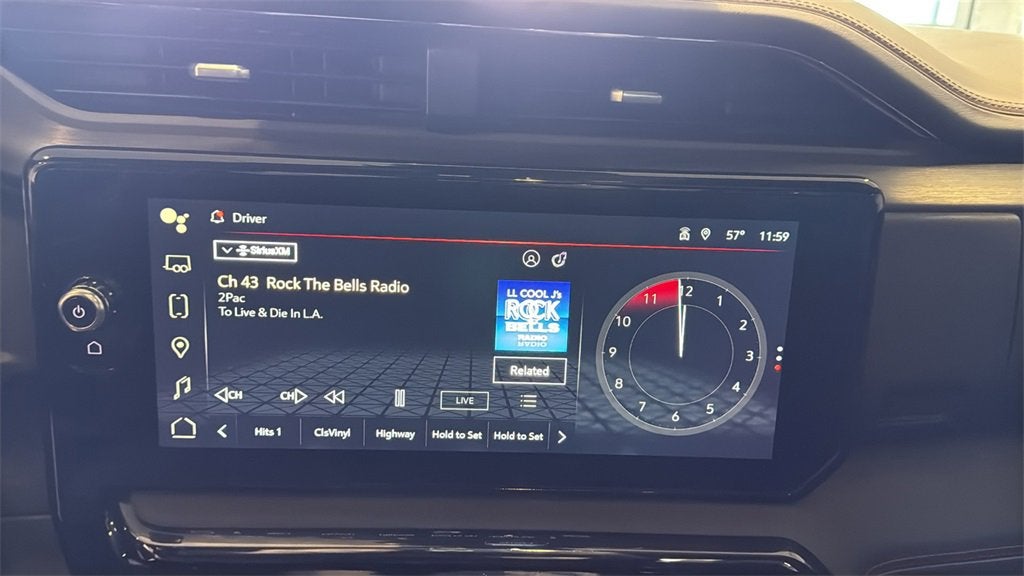 Driver
57° 11:59
SiriusXM
Ch 43 Rock The Bells Radio
2Pac
To Live & Die In L.A.
LL COOL J's
ROCK
BELLS
RADIO
Related
CH
CH
LIVE
Hits 1
ClsVinyl
Highway
Hold to Set
Hold to Set
12
1
2
3
4
5
6
7
8
9
10
11